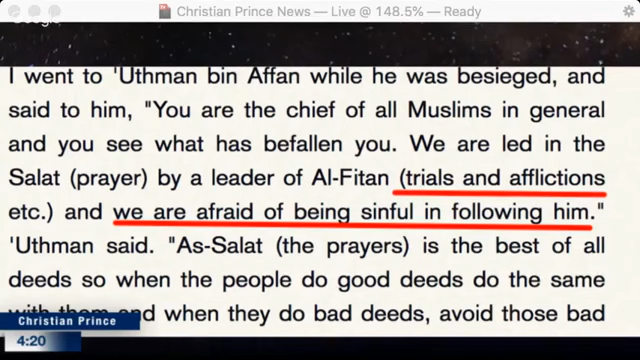 Christian Prince News — Live @ 148.5% — Ready
Google
I went to 'Uthman bin Affan while he was besieged, and
said to him, "You are the chief of all Muslims in general
and you see what has befallen you. We are led in the
Salat (prayer) by a leader of Al-Fitan (trials and afflictions
etc.) and we are afraid of being sinful in following him."
'Uthman said. "As-Salat (the prayers) is the best of all
deeds so when the people do good deeds do the same
with them and when they do bad deeds, avoid those bad
Christian Prince
4:20